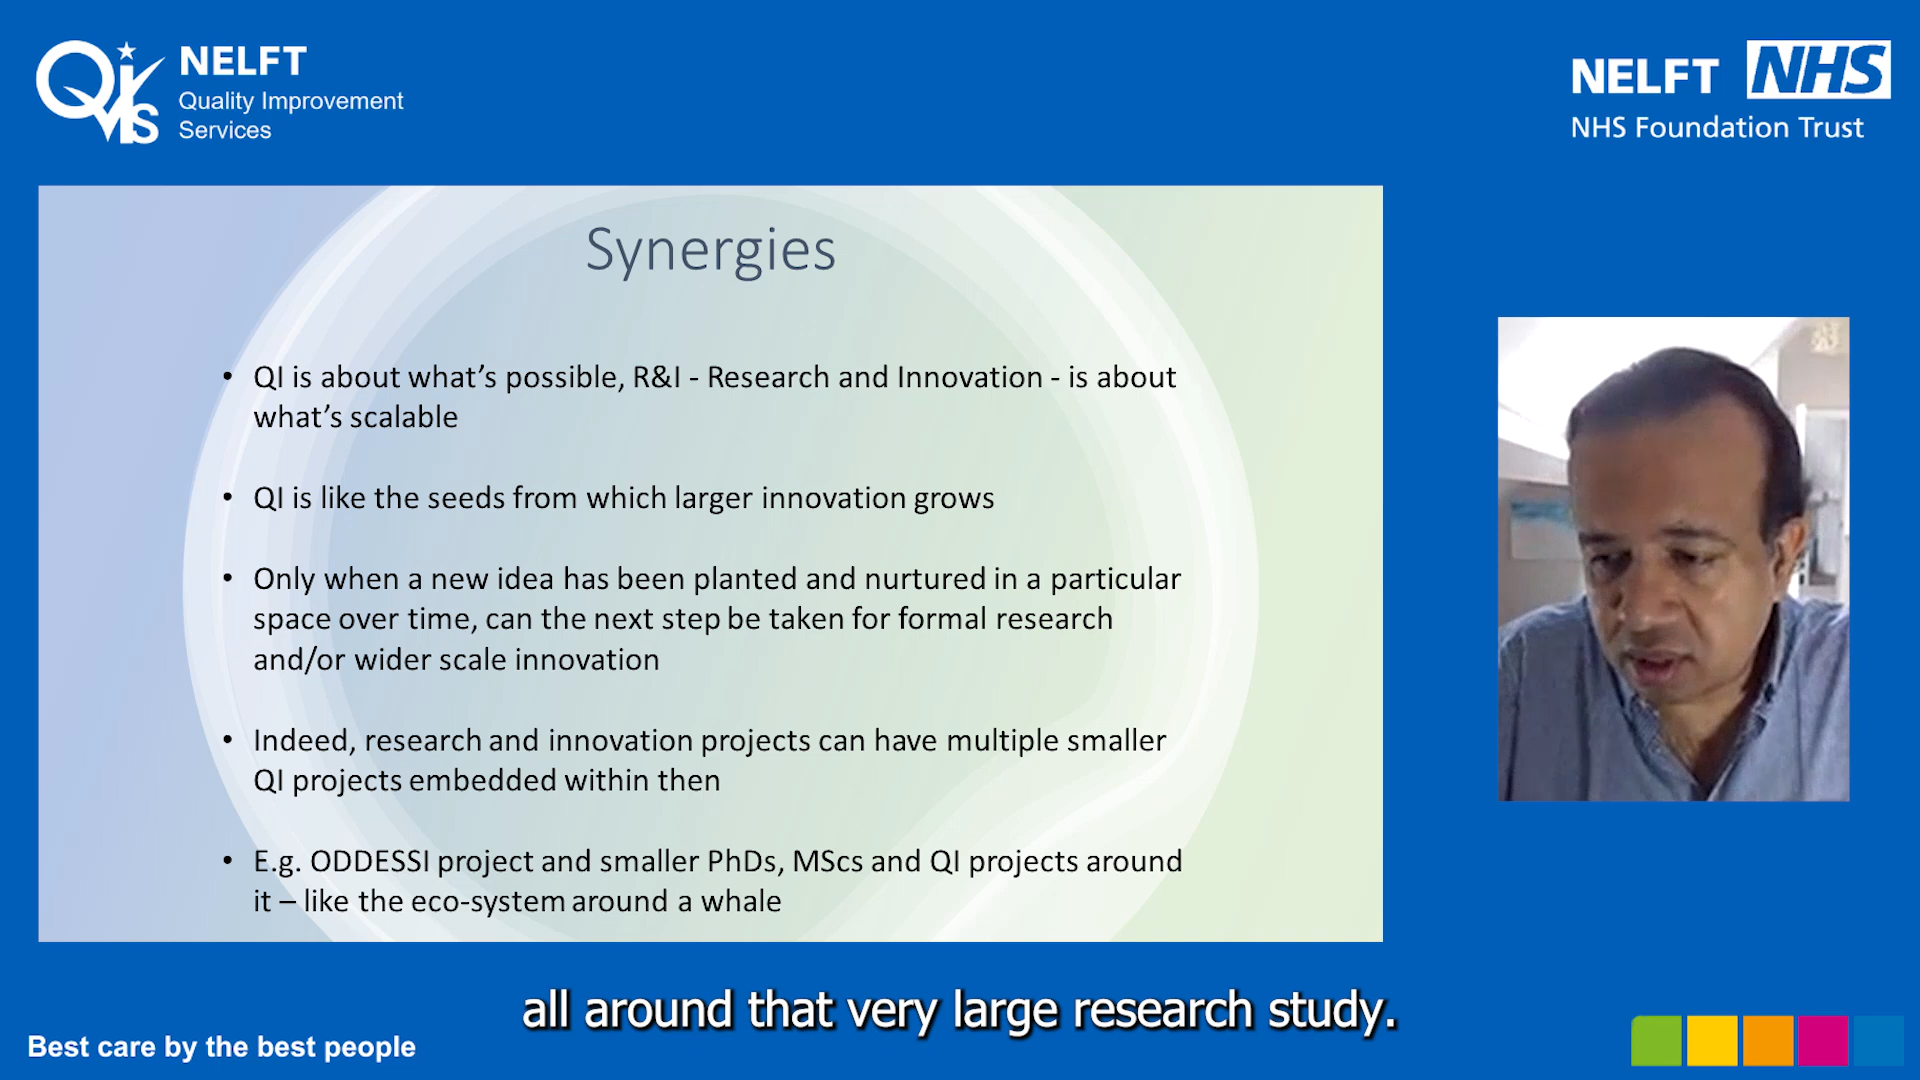 QIS
NELFT
Quality Improvement
Services
NELFT NHS
NHS Foundation Trust
Synergies
• QI is about what’s possible, R&I - Research and Innovation - is about
what’s scalable
• QI is like the seeds from which larger innovation grows
• Only when a new idea has been planted and nurtured in a particular
space over time, can the next step be taken for formal research
and/or wider scale innovation
• Indeed, research and innovation projects can have multiple smaller
QI projects embedded within then
• E.g. ODDESSI project and smaller PhDs, MScs and QI projects around
it – like the eco-system around a whale
all around that very large research study.
Best care by the best people